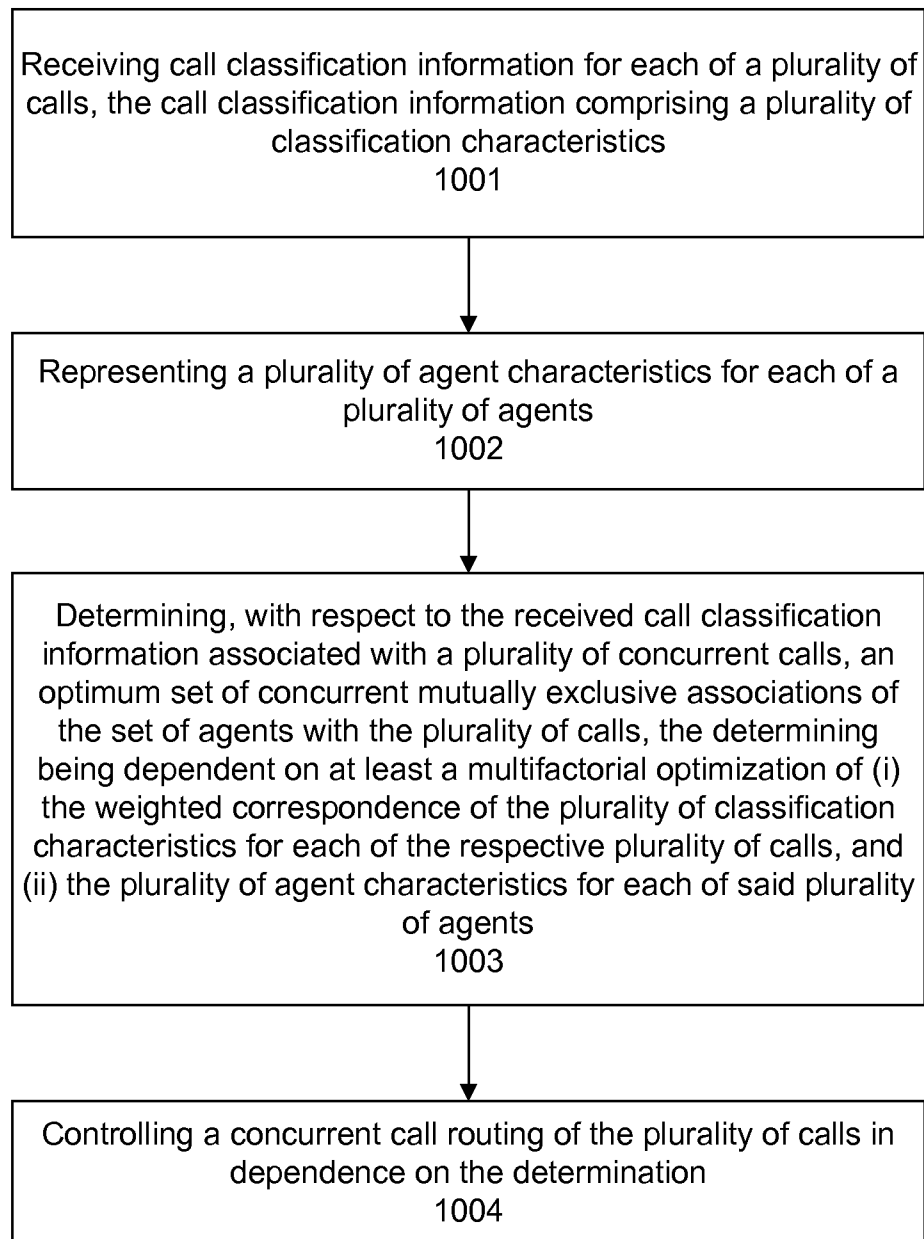 Receiving call classification information for each of a plurality of
calls, the call classification information comprising a plurality of
classification characteristics
1001
Representing a plurality of agent characteristics for each of a
plurality of agents
1002
Determining, with respect to the received call classification
information associated with a plurality of concurrent calls, an
optimum set of concurrent mutually exclusive associations of
the set of agents with the plurality of calls, the determining
being dependent on at least a multifactorial optimization of (i)
the weighted correspondence of the plurality of classification
characteristics for each of the respective plurality of calls, and
(ii) the plurality of agent characteristics for each of said plurality
of agents
1003
Controlling a concurrent call routing of the plurality of calls in
dependence on the determination
1004